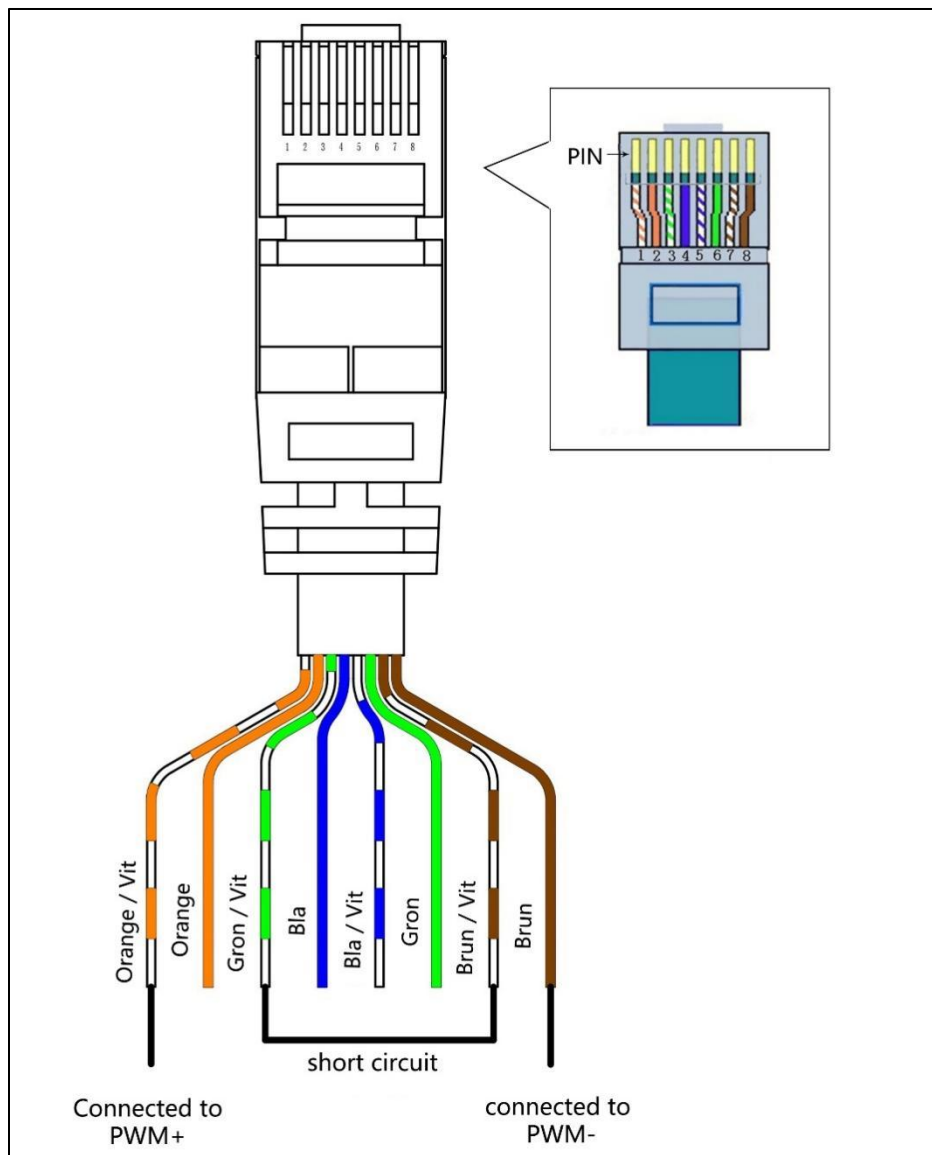 1 2 3 4 5 6 7 8
PIN
1 2 3 4 5 6 7 8
Orange / Vit
Orange
Gron / Vit
Bla
Bla / Vit
Gron
Brun / Vit
Brun
short circuit
Connected to
PWM+
connected to
PWM-